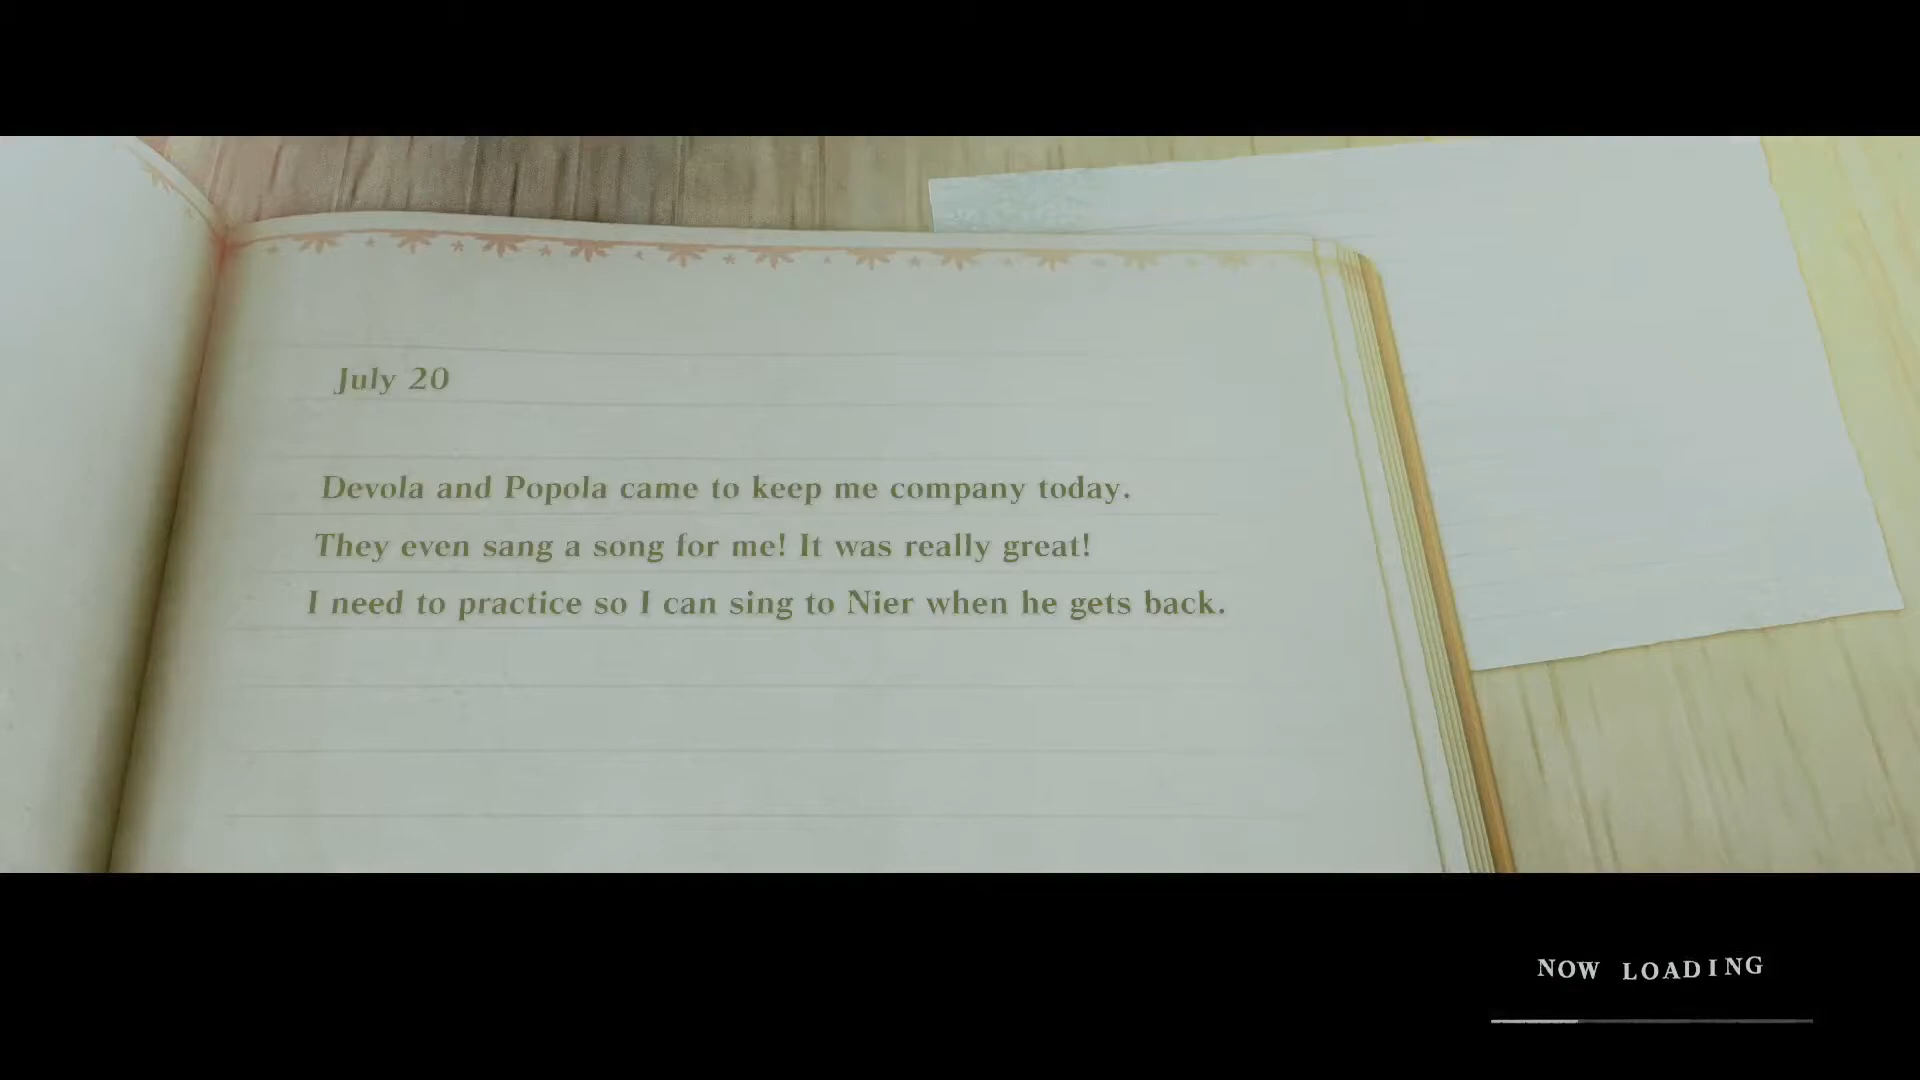 July 20
Devola and Popola came to keep me company today.
They even sang a song for me! It was really great!
I need to practice so I can sing to Nier when he gets back.
NOW LOADING